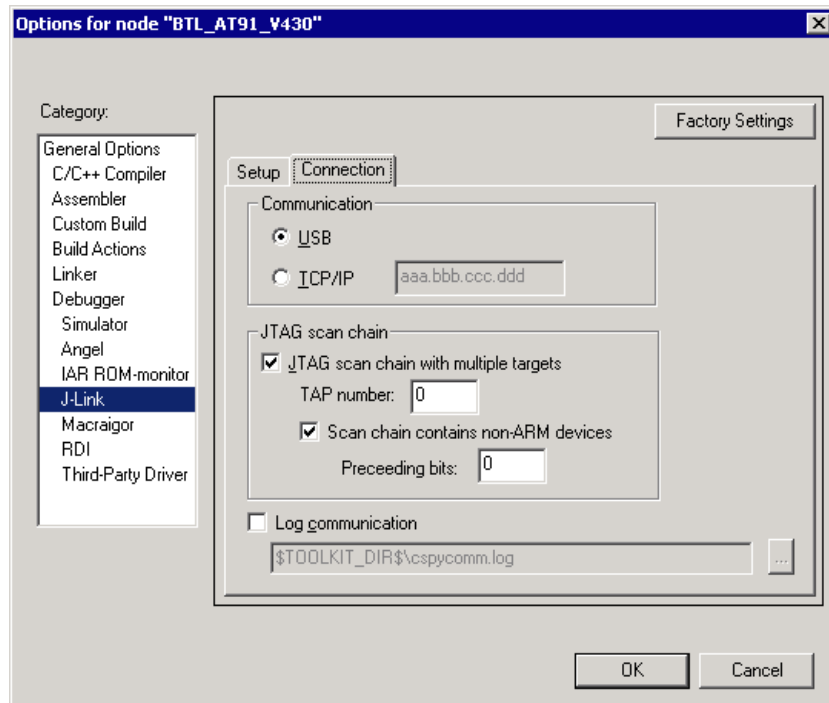 Options for node "BTL_AT91_V430"
Category:
General Options
C/C++ Compiler
Assembler
Custom Build
Build Actions
Linker
Debugger
Simulator
Angel
IAR ROM-monitor
J-Link
Macraigor
RDI
Third-Party Driver
Factory Settings
Setup Connection
Communication
USB
TCP/IP aaa.bbb.ccc.ddd
JTAG scan chain
JTAG scan chain with multiple targets
TAP number: 0
Scan chain contains non-ARM devices
Preceeding bits: 0
Log communication
$TOOLKIT_DIR$\cspycomm.log ...
OK Cancel